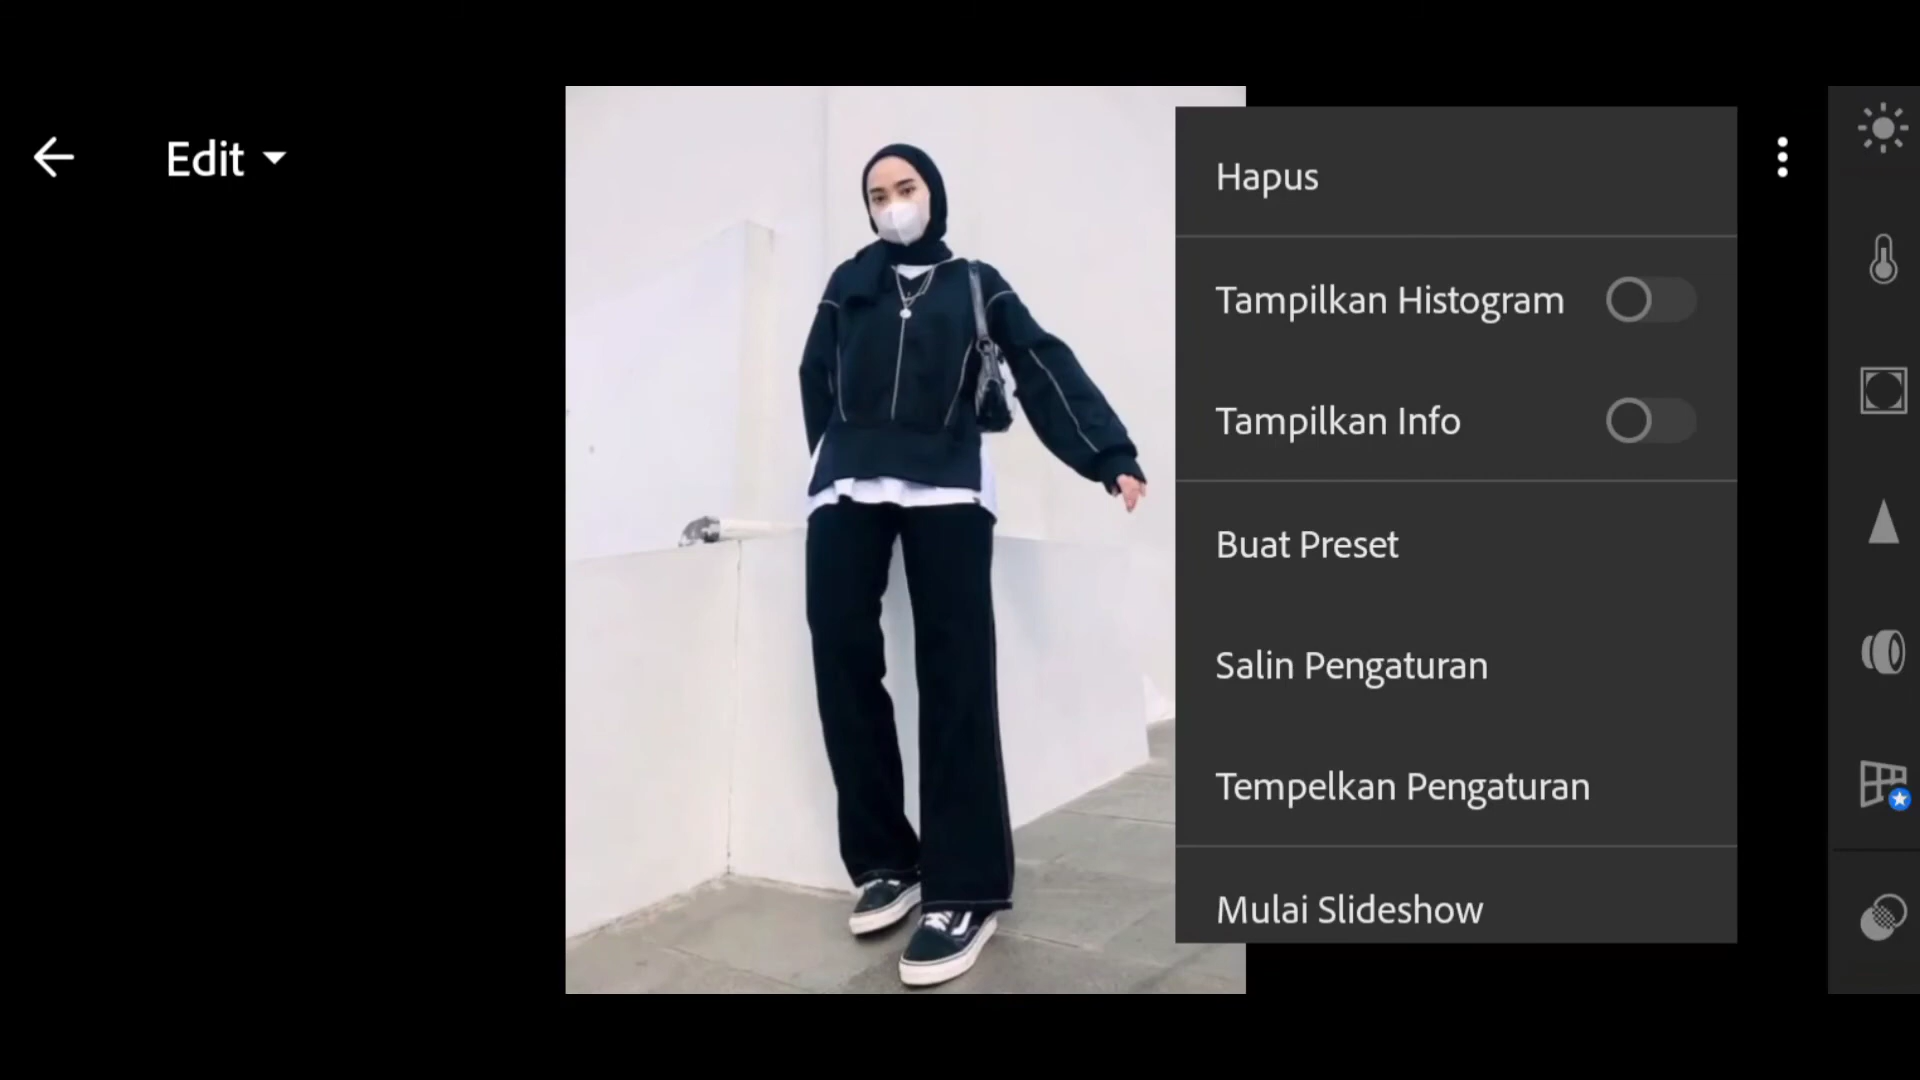 Edit
Hapus
Tampilkan Histogram
Tampilkan Info
Buat Preset
Salin Pengaturan
Tempelkan Pengaturan
Mulai Slideshow